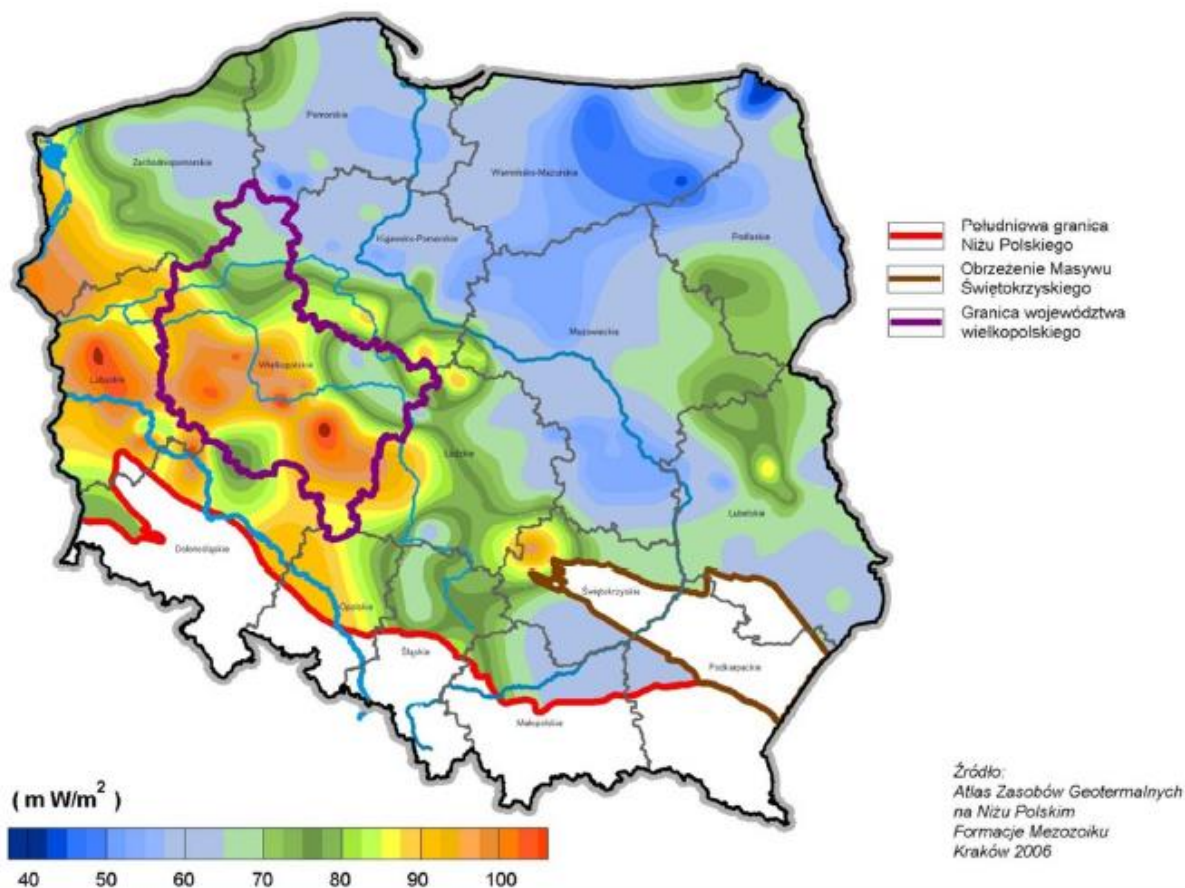 Pomorskie
Zachodniopomorskie
Warmińsko-Mazurskie
Podlaskie
Kujawsko-Pomorskie
Mazowieckie
Wielkopolskie
Lubuskie
Łódzkie
Lubelskie
Dolnośląskie
Świętokrzyskie
Opolskie
Śląskie
Podkarpackie
Małopolskie
Południowa granica
Niżu Polskiego
Obrzeżenie Masywu
Świętokrzyskiego
Granica województwa
wielkopolskiego
( m W/m² )
40 50 60 70 80 90 100
Źródło:
Atlas Zasobów Geotermalnych
na Niżu Polskim
Formacje Mezozoiku
Kraków 2006